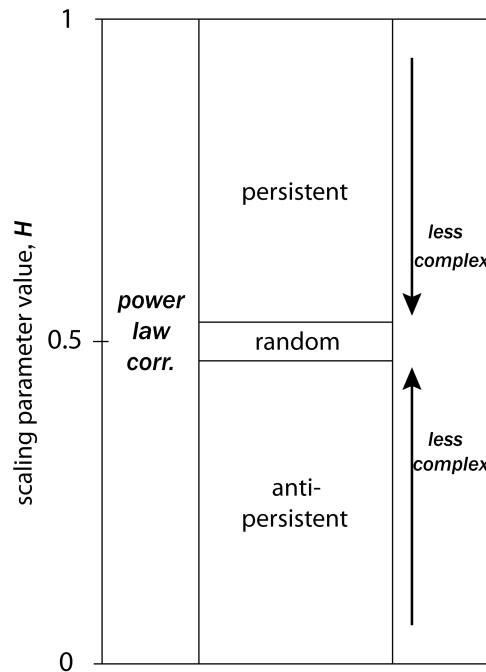 1
persistent
less
complex
scaling parameter value, H
power
law
corr.
0.5
random
less
complex
anti-
persistent
0